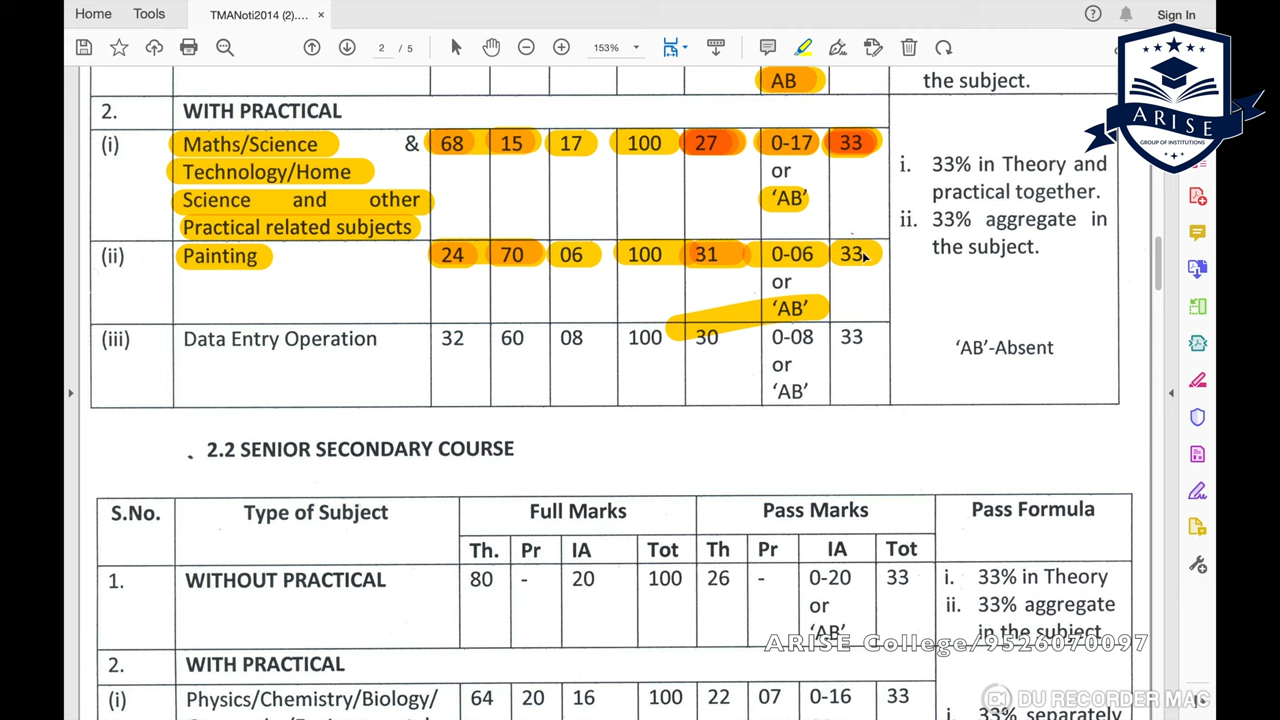 Home Tools TMANoti2014 (2).... × Sign In
2 / 5 153%
AB the subject.
2. WITH PRACTICAL
(i) Maths/Science & 68 15 17 100 27 0-17 33
Technology/Home or
Science and other 'AB'
Practical related subjects
i. 33% in Theory and
practical together.
ii. 33% aggregate in
the subject.
(ii) Painting 24 70 06 100 31 0-06 33
or
'AB'
(iii) Data Entry Operation 32 60 08 100 30 0-08 33
or
'AB'
'AB'-Absent
2.2 SENIOR SECONDARY COURSE
S.No. Type of Subject Full Marks Pass Marks Pass Formula
Th. Pr IA Tot Th Pr IA Tot
1. WITHOUT PRACTICAL 80 - 20 100 26 - 0-20 33
or
'AB'
i. 33% in Theory
ii. 33% aggregate
in the subject
2. WITH PRACTICAL
(i) Physics/Chemistry/Biology/ 64 20 16 100 22 07 0-16 33
i. 33% separately
ARISE
GROUP OF INSTITUTIONS
ARISE College/9526070097
DU RECORDER MAC